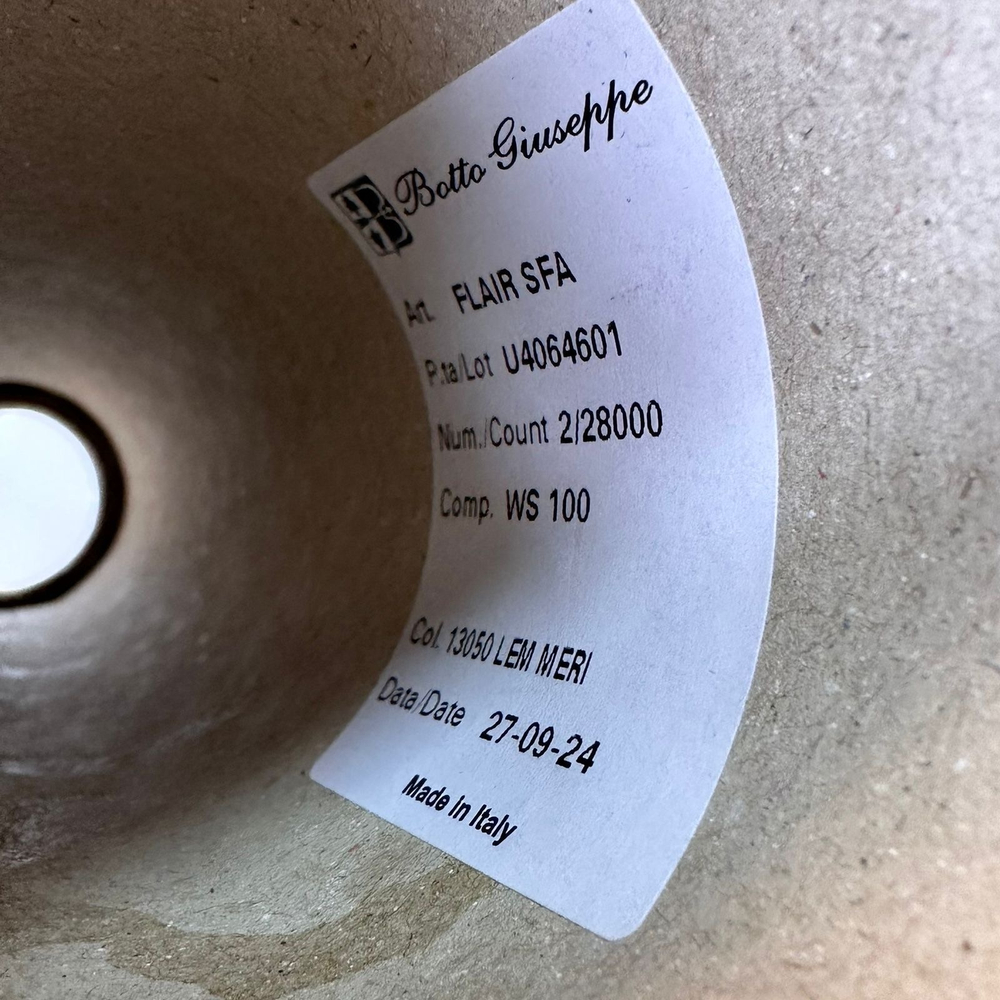 Botto Giuseppe
Art. FLAIR SFA
P.ta/Lot U4064601
Num./Count 2/28000
Comp. WS 100
Col. 13050 LEM MERI
Data/Date 27-09-24
Made in Italy